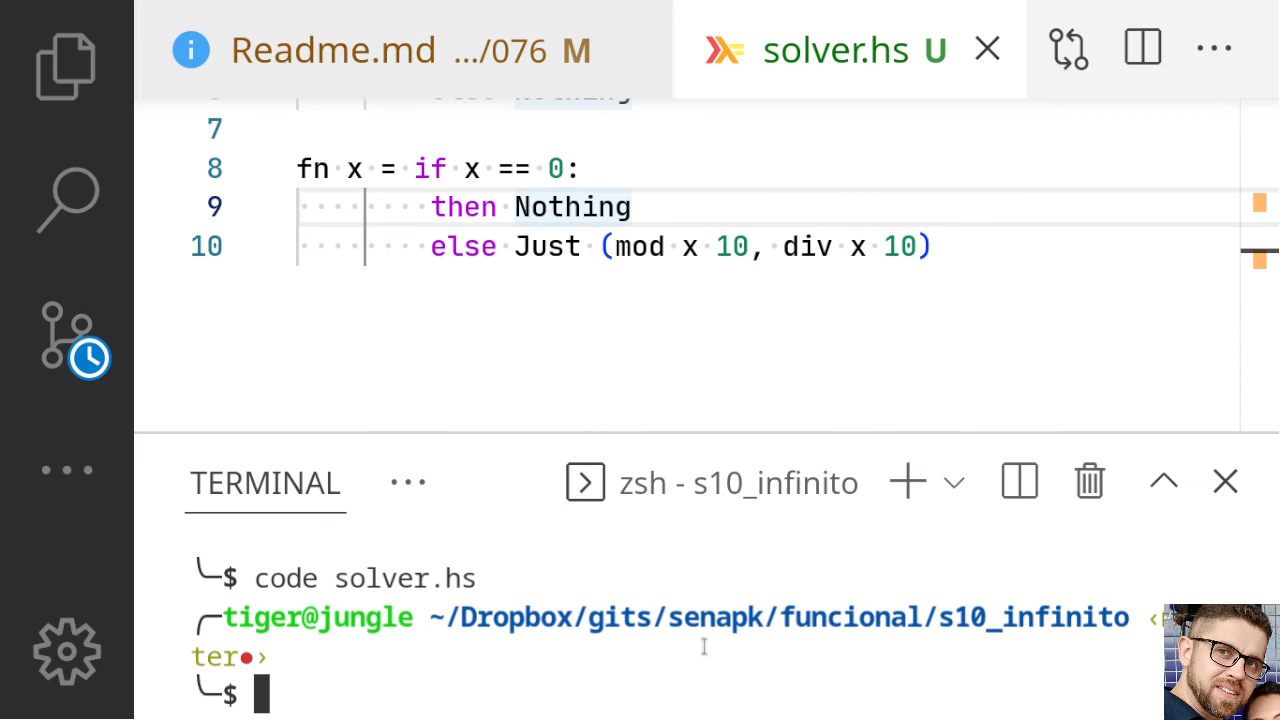 Readme.md .../076 M
solver.hs U
7
8 fn x = if x == 0:
9 then Nothing
10 else Just (mod x 10, div x 10)
TERMINAL
zsh - s10_infinito
╰─$ code solver.hs
╭─tiger@jungle ~/Dropbox/gits/senapk/funcional/s10_infinito
ter●›
╰─$